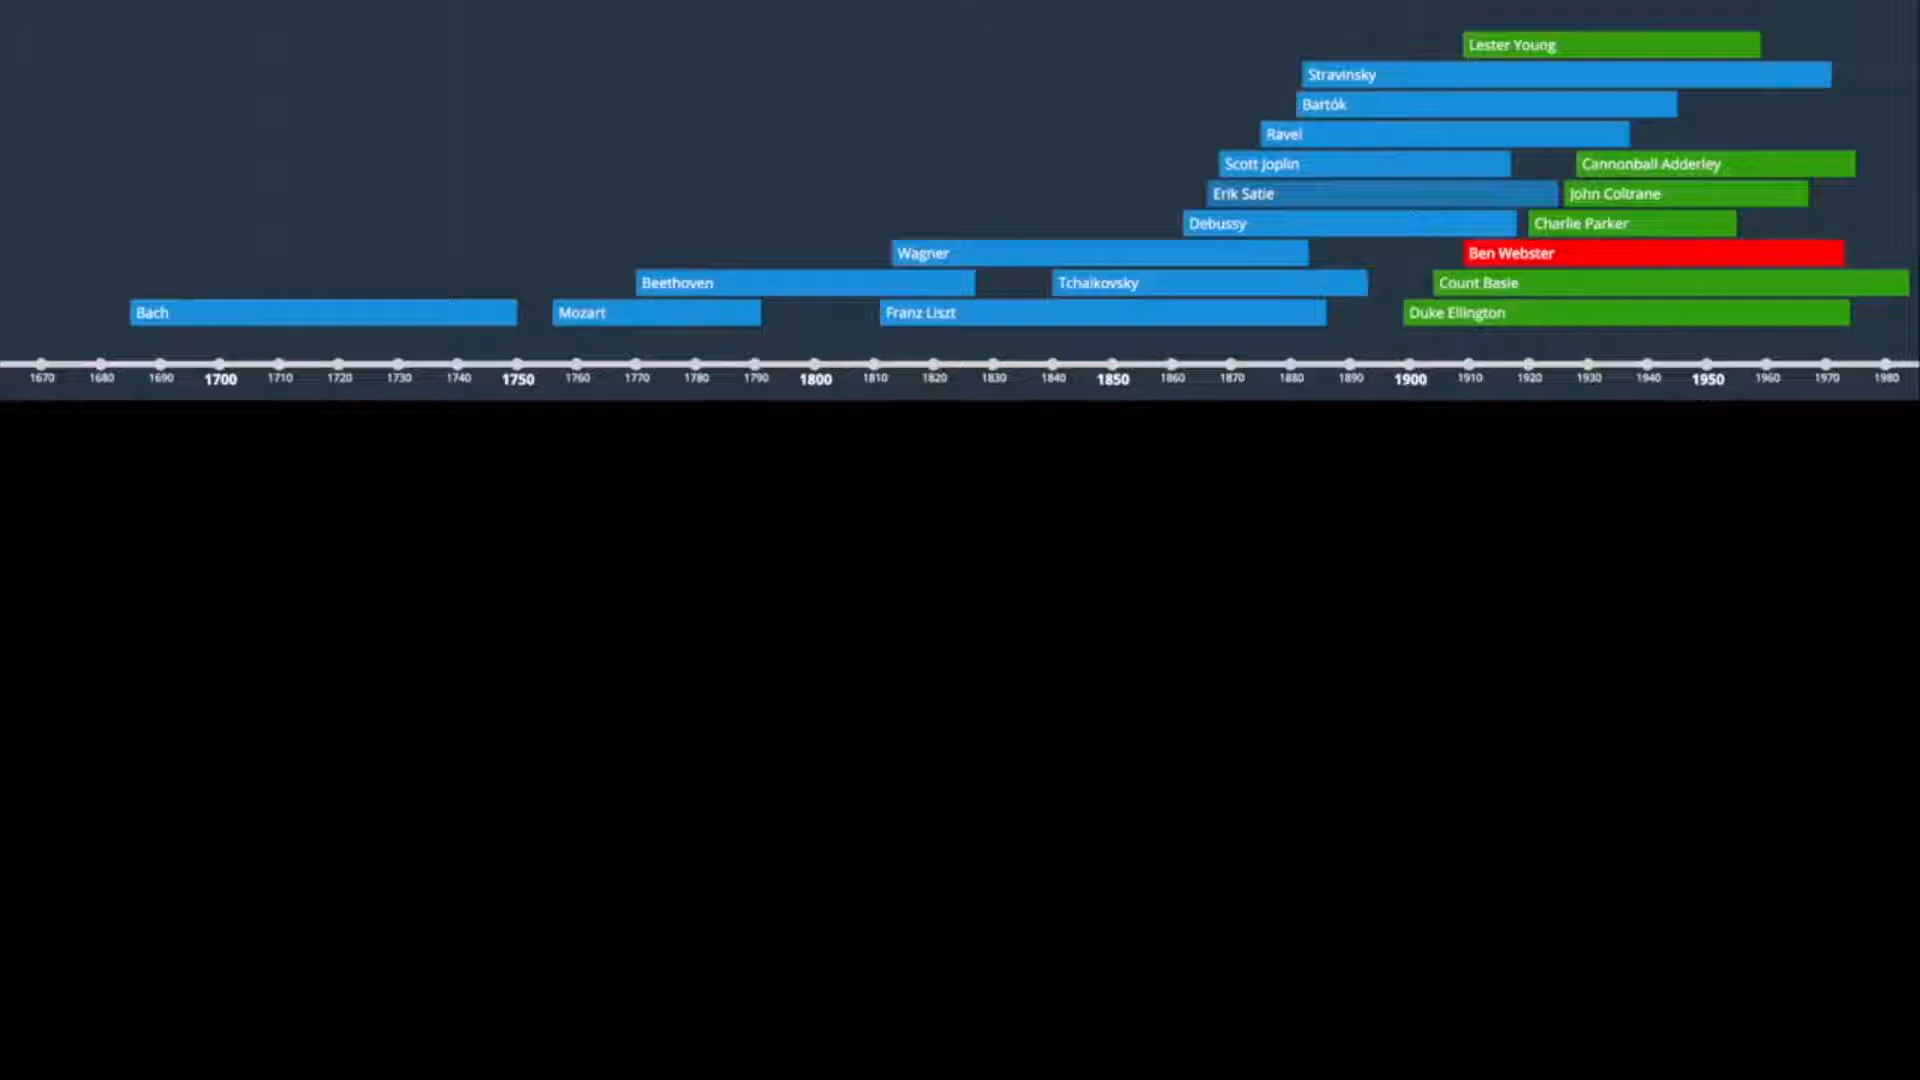 Lester Young
Stravinsky
Bartók
Ravel
Scott Joplin Cannonball Adderley
Erik Satie John Coltrane
Debussy Charlie Parker
Wagner Ben Webster
Beethoven Tchaikovsky Count Basie
Bach Mozart Franz Liszt Duke Ellington
1670 1680 1690 1700 1710 1720 1730 1740 1750 1760 1770 1780 1790 1800 1810 1820 1830 1840 1850 1860 1870 1880 1890 1900 1910 1920 1930 1940 1950 1960 1970 1980